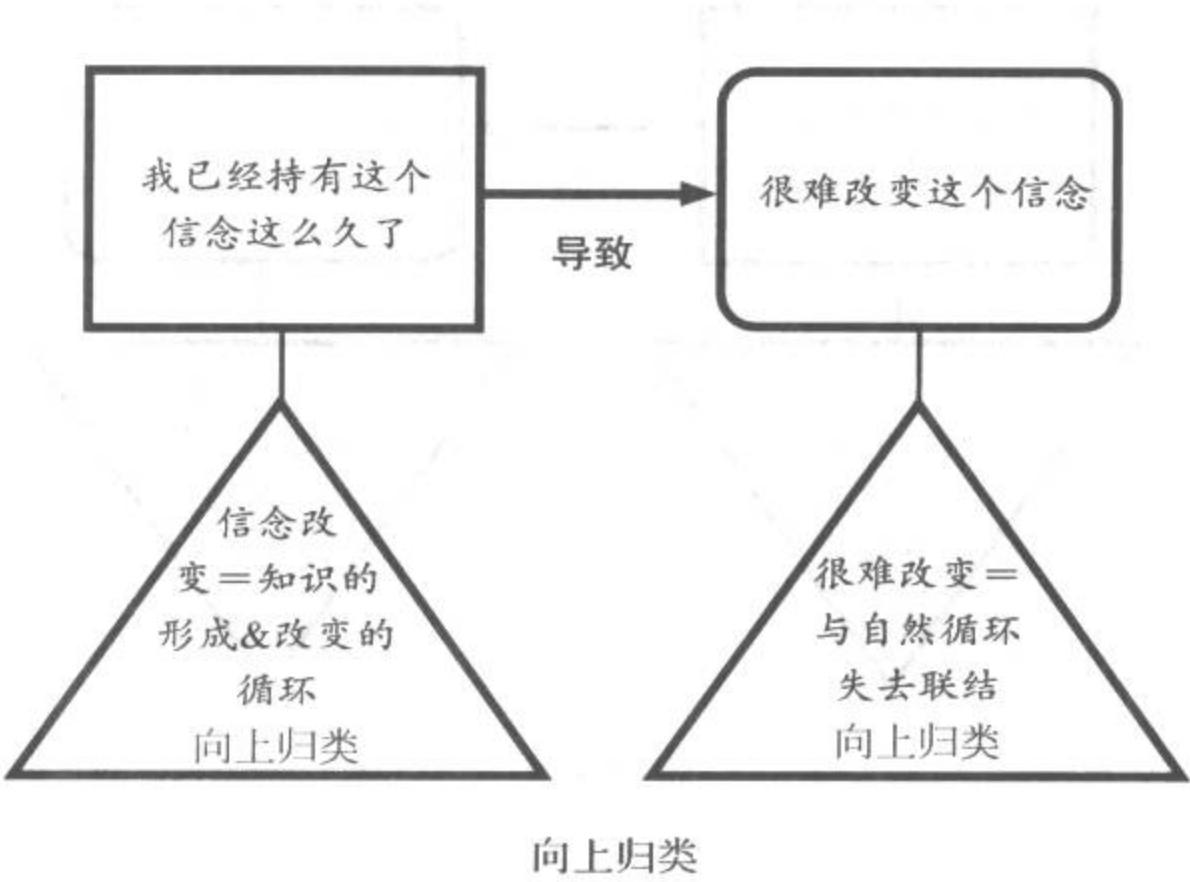 我已经持有这个
信念这么久了
导致
很难改变这个信念
信念改
变＝知识的
形成&改变的
循环
向上归类
很难改变＝
与自然循环
失去联结
向上归类
向上归类